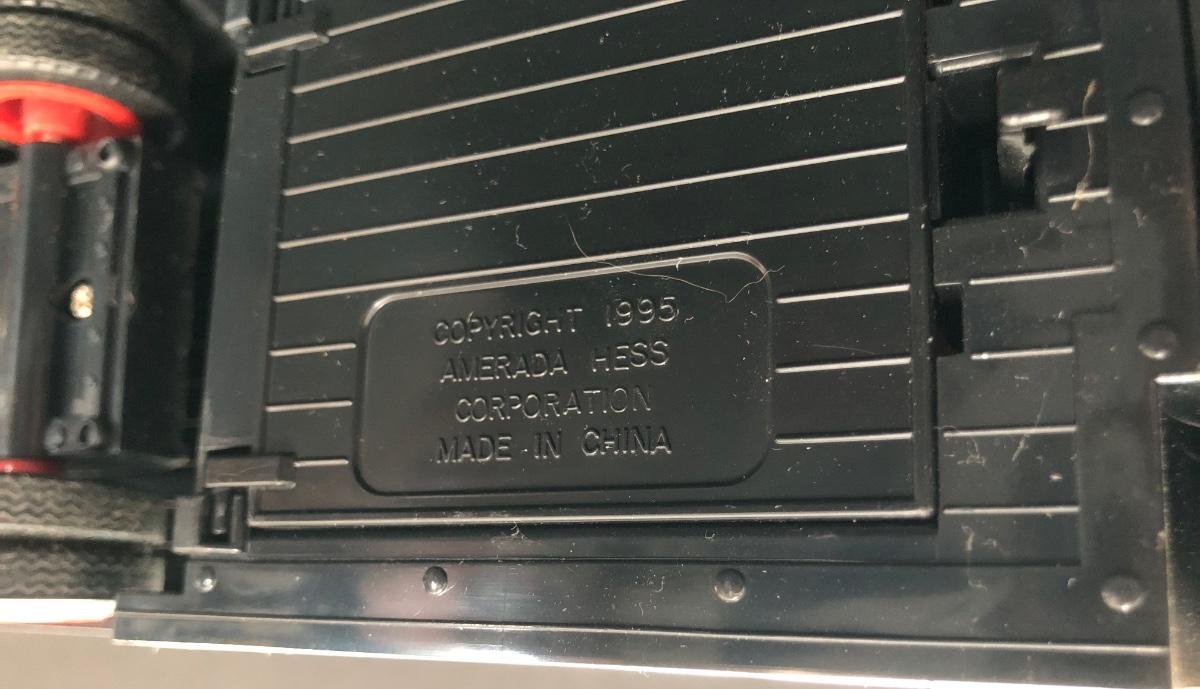 COPYRIGHT 1995
AMERADA HESS
CORPORATION
MADE IN CHINA